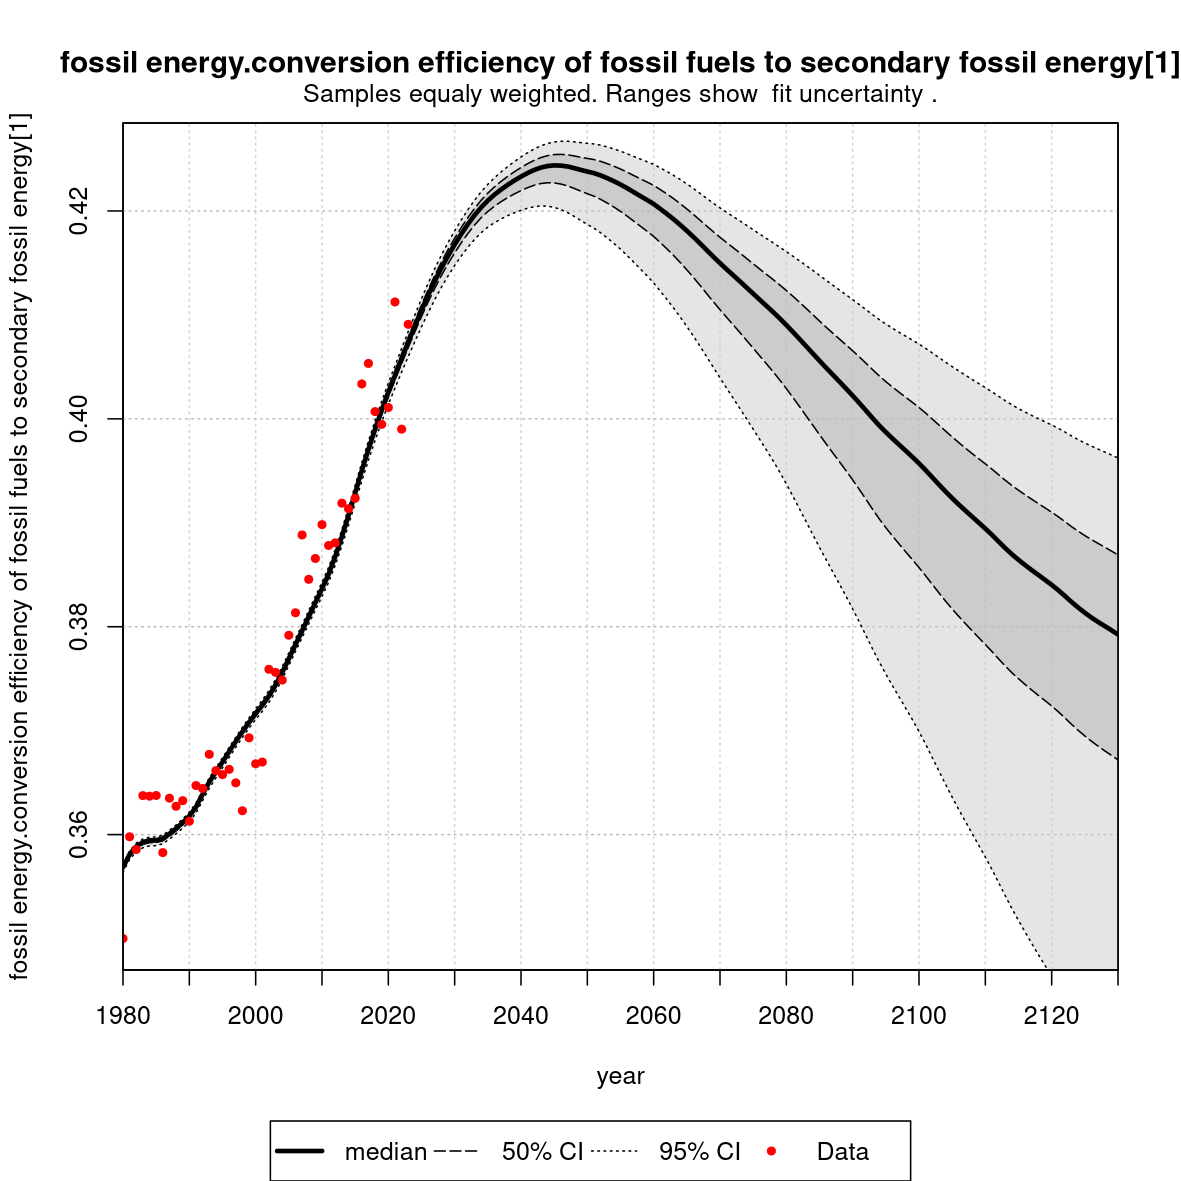 fossil energy.conversion efficiency of fossil fuels to secondary fossil energy[1]
Samples equaly weighted. Ranges show  fit uncertainty .
fossil energy.conversion efficiency of fossil fuels to secondary fossil energy[1]
0.42
0.40
0.38
0.36
1980 2000 2020 2040 2060 2080 2100 2120
year
median 50% CI 95% CI Data